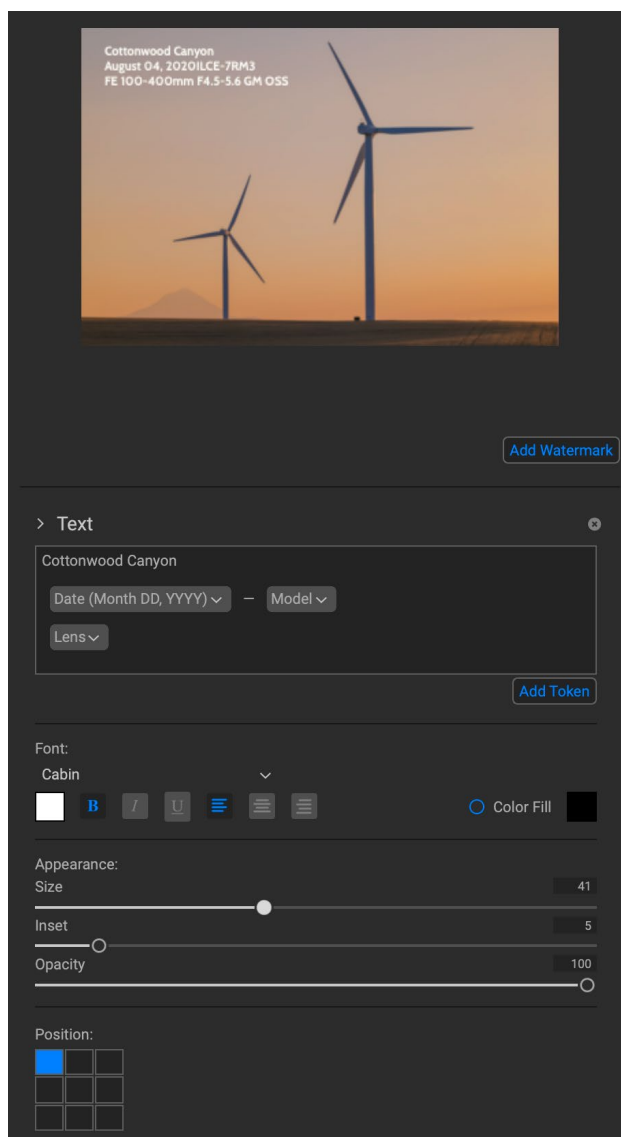 Cottonwood Canyon
August 04, 2020ILCE-7RM3
FE 100-400mm F4.5-5.6 GM OSS
Add Watermark
Text
Cottonwood Canyon
Date (Month DD, YYYY) — Model
Lens
Add Token
Font:
Cabin
B I U Color Fill
Appearance:
Size 41
Inset 5
Opacity 100
Position: